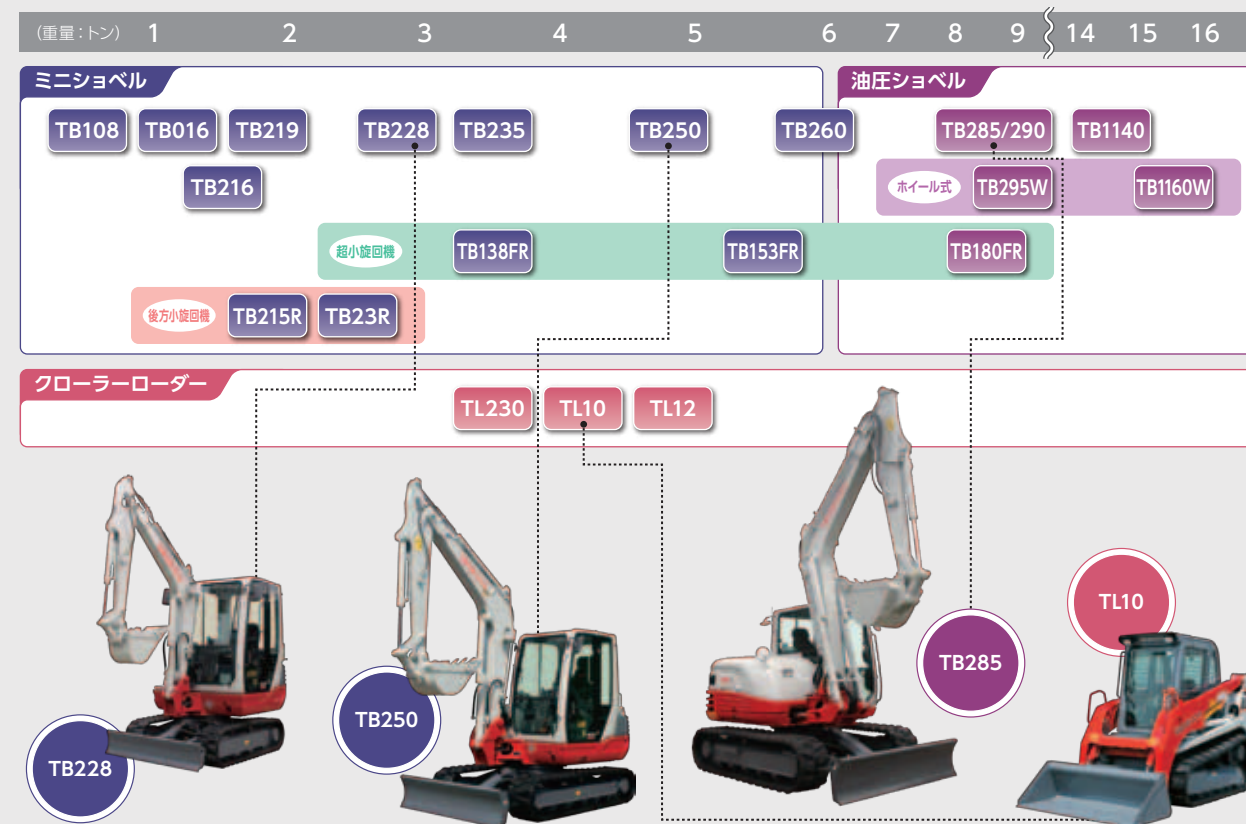 （重量：トン） 1 2 3 4 5 6 7 8 9 14 15 16
ミニショベル
油圧ショベル
TB108 TB016 TB219 TB228 TB235 TB250 TB260 TB285/290 TB1140
TB216
ホイール式 TB295W TB1160W
超小旋回機 TB138FR TB153FR TB180FR
後方小旋回機 TB215R TB23R
クローラーローダー
TL230 TL10 TL12
TL10
TB285
TB250
TB228